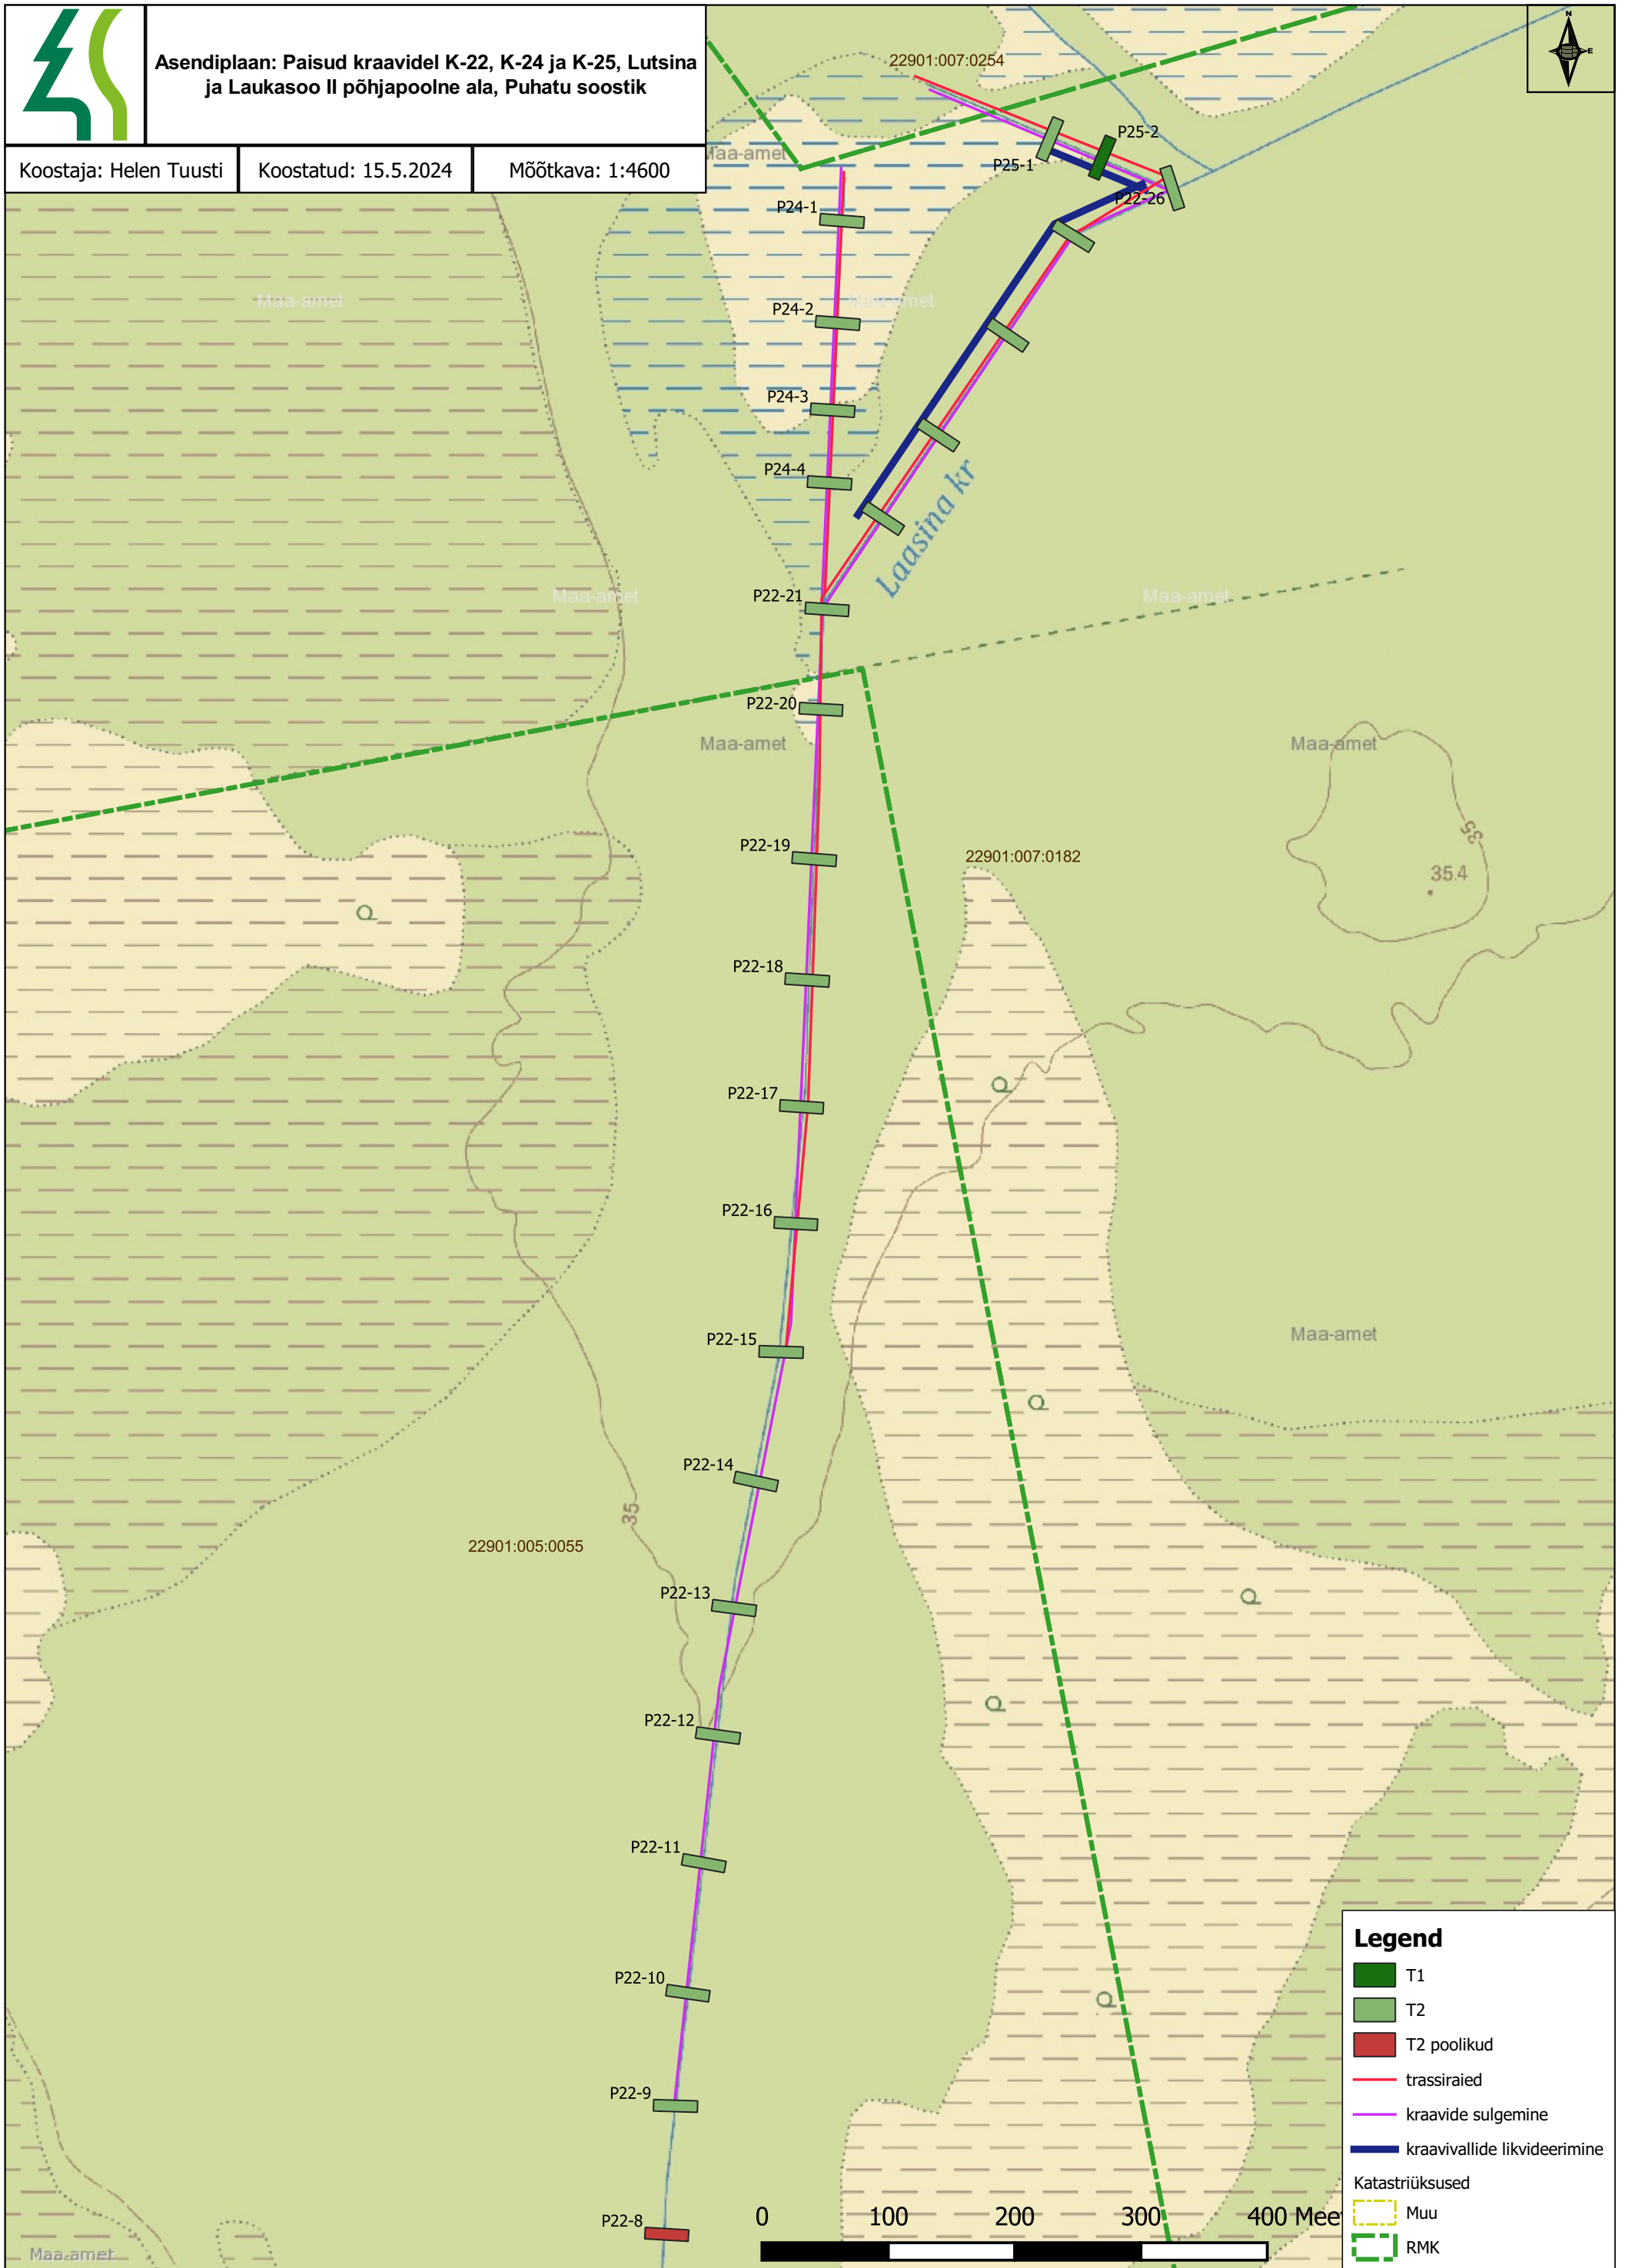 Asendiplaan: Paisud kraavidel K-22, K-24 ja K-25, Lutsina
ja Laukasoo II põhjapoolne ala, Puhatu soostik
Koostaja: Helen Tuusti
Koostatud: 15.5.2024
Mõõtkava: 1:4600
N
E
22901:007:0254
P25-2
P25-1
Maa-amet
P22-26
P24-1
Maa-amet
Maa-amet
P24-2
P24-3
P24-4
Laasina kr
P22-21
Maa-amet
Maa-amet
P22-20
Maa-amet
Maa-amet
35
P22-19
22901:007:0182
35.4
P22-18
P22-17
P22-16
P22-15
Maa-amet
P22-14
35
22901:005:0055
P22-13
P22-12
P22-11
P22-10
P22-9
P22-8
Maa-amet
0 100 200 300 400 Mee
Legend
T1
T2
T2 poolikud
trassiraied
kraavide sulgemine
kraavivallide likvideerimine
Katastriüksused
Muu
RMK